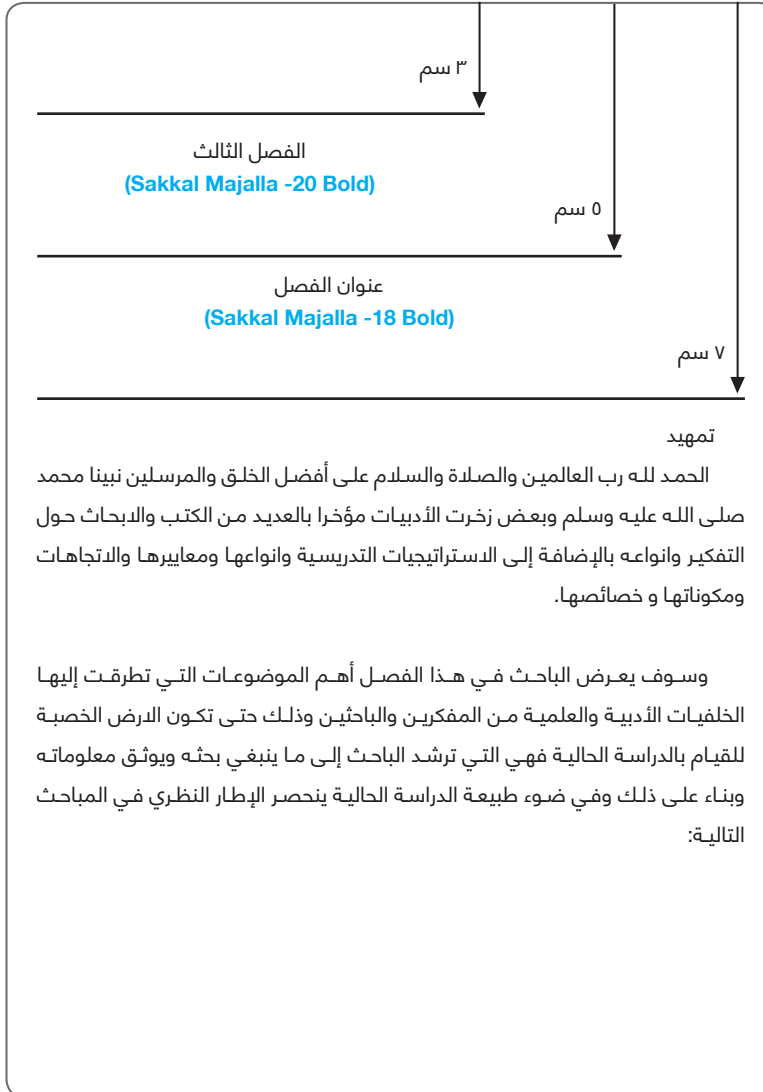 ٣ سم
الفصل الثالث
(Sakkal Majalla -20 Bold)
٥ سم
عنوان الفصل
(Sakkal Majalla -18 Bold)
٧ سم
تمهيد
الحمد لله رب العالمين والصلاة والسلام على أفضل الخلق والمرسلين نبينا محمد
صلى الله عليه وسلم وبعض زخرت الأدبيات مؤخرا بالعديد من الكتب والابحاث حول
التفكير وانواعه بالإضافة إلى الاستراتيجيات التدريسية وانواعها ومعاييرها والاتجاهات
ومكوناتها و خصائصها.
وسوف يعرض الباحث في هذا الفصل أهم الموضوعات التي تطرقت إليها
الخلفيات الأدبية والعلمية من المفكرين والباحثين وذلك حتى تكون الارض الخصبة
للقيام بالدراسة الحالية فهي التي ترشد الباحث إلى ما ينبغي بحثه ويوثق معلوماته
وبناء على ذلك وفي ضوء طبيعة الدراسة الحالية ينحصر الإطار النظري في المباحث
التالية: